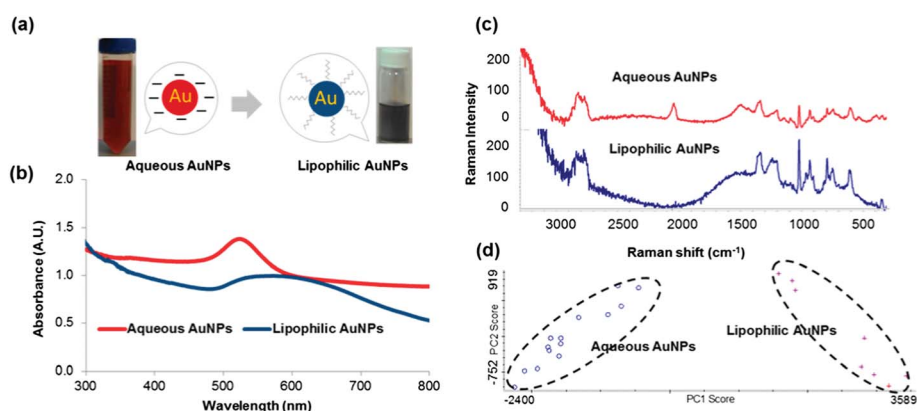 (a)
Au
Au
Aqueous AuNPs
Lipophilic AuNPs
(b)
2.0
1.5
1.0
0.5
0.0
Absorbance (A.U.)
Aqueous AuNPs
Lipophilic AuNPs
300
400
500
600
700
800
Wavelength (nm)
(c)
200
100
0
Aqueous AuNPs
200
100
0
Lipophilic AuNPs
Raman Intensity
3000
2500
2000
1500
1000
500
Raman shift (cm⁻¹)
(d)
919
PC2 Score
-752
Aqueous AuNPs
Lipophilic AuNPs
-2400
PC1 Score
3589